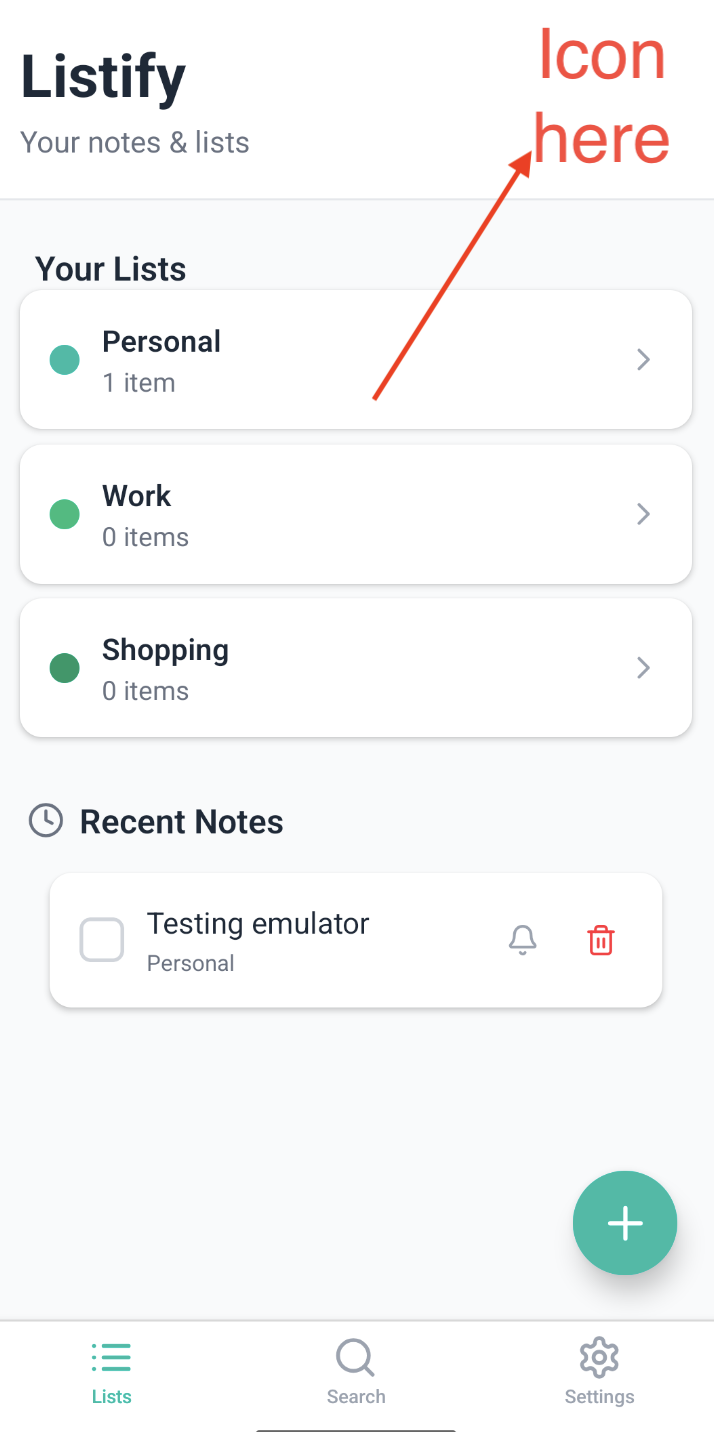 Listify
Your notes & lists
Icon
here
Your Lists
Personal
1 item
Work
0 items
Shopping
0 items
Recent Notes
Testing emulator
Personal
Lists
Search
Settings